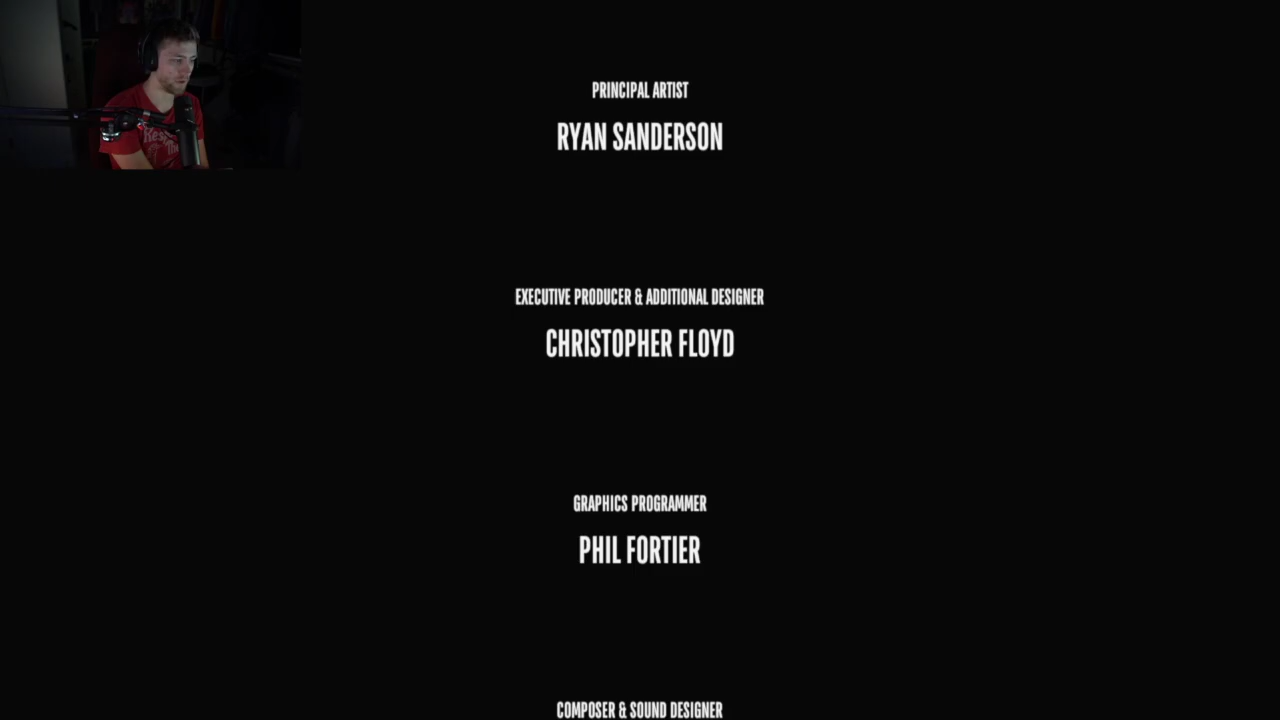 PRINCIPAL ARTIST
RYAN SANDERSON
EXECUTIVE PRODUCER & ADDITIONAL DESIGNER
CHRISTOPHER FLOYD
GRAPHICS PROGRAMMER
PHIL FORTIER
COMPOSER & SOUND DESIGNER